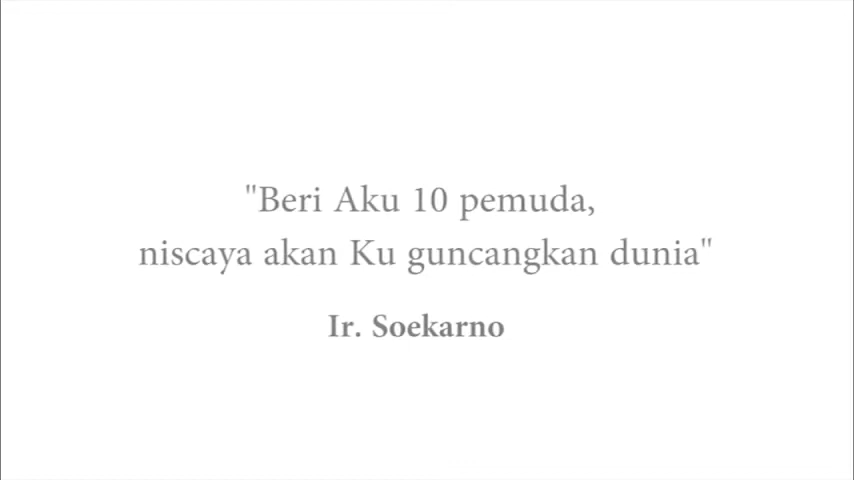 "Beri Aku 10 pemuda,
niscaya akan Ku guncangkan dunia"
Ir. Soekarno